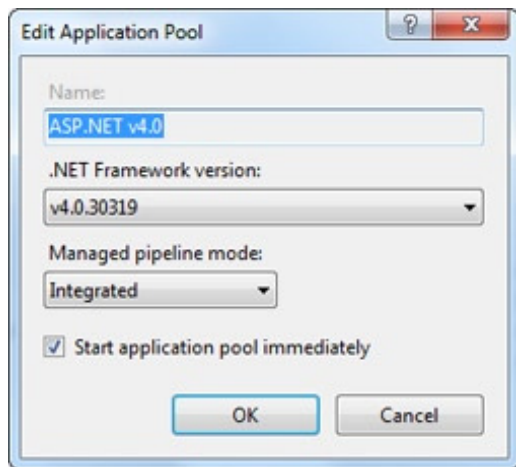 Edit Application Pool
Name:
ASP.NET v4.0
.NET Framework version:
v4.0.30319
Managed pipeline mode:
Integrated
Start application pool immediately
OK Cancel